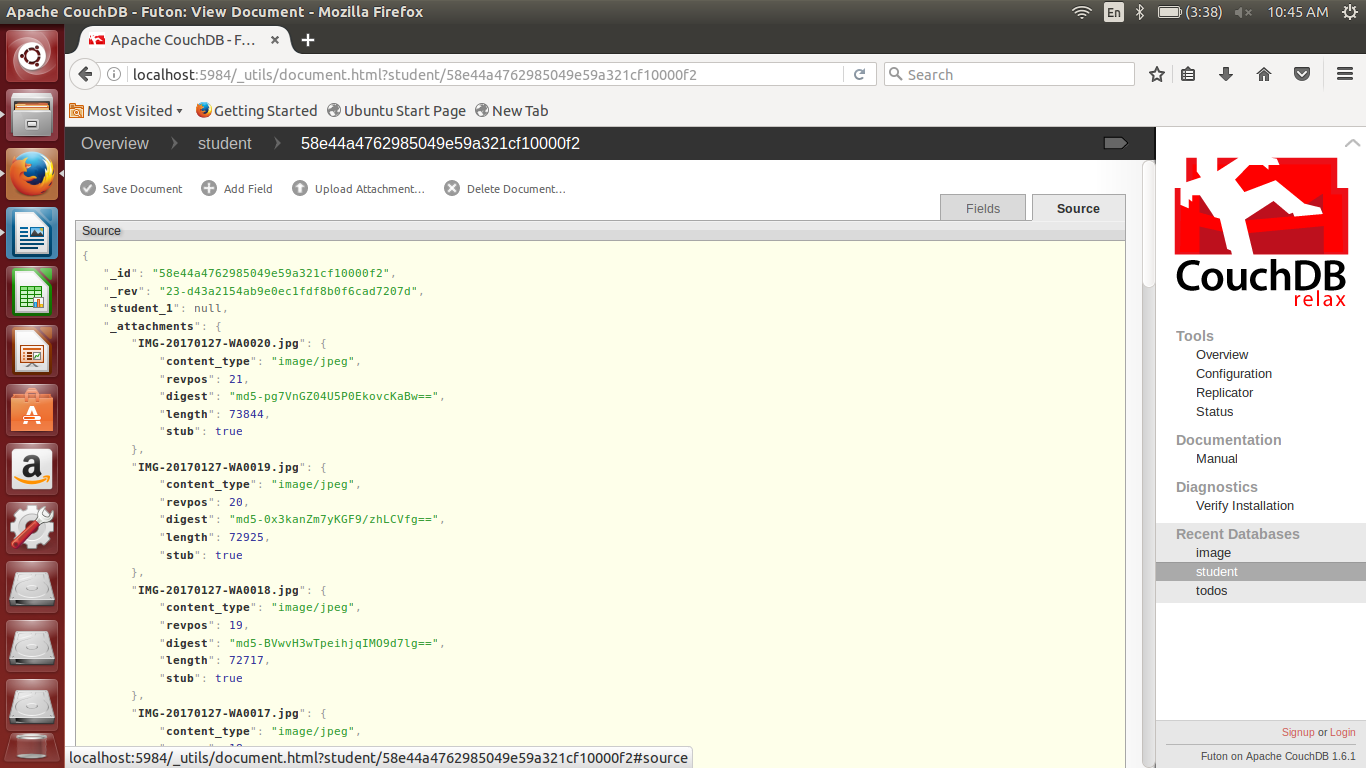 Apache CouchDB - Futon: View Document - Mozilla Firefox
En (3:38) 10:45 AM
Apache CouchDB - F... × +
localhost:5984/_utils/document.html?student/58e44a4762985049e59a321cf10000f2
Search
Most Visited Getting Started Ubuntu Start Page New Tab
Overview student 58e44a4762985049e59a321cf10000f2
Save Document Add Field Upload Attachment... Delete Document...
Fields Source
Source
{
"_id": "58e44a4762985049e59a321cf10000f2",
"_rev": "23-d43a2154ab9e0ec1fdf8b0f6cad7207d",
"student_1": null,
"_attachments": {
"IMG-20170127-WA0020.jpg": {
"content_type": "image/jpeg",
"revpos": 21,
"digest": "md5-pg7VnGZ04U5P0EkovcKaBw==",
"length": 73844,
"stub": true
},
"IMG-20170127-WA0019.jpg": {
"content_type": "image/jpeg",
"revpos": 20,
"digest": "md5-0x3kanZm7yKGF9/zhLCVfg==",
"length": 72925,
"stub": true
},
"IMG-20170127-WA0018.jpg": {
"content_type": "image/jpeg",
"revpos": 19,
"digest": "md5-BVwvH3wTpeihjqIMO9d7lg==",
"length": 72717,
"stub": true
},
"IMG-20170127-WA0017.jpg": {
"content_type": "image/jpeg",
localhost:5984/_utils/document.html?student/58e44a4762985049e59a321cf10000f2#source
CouchDB
relax
Tools
Overview
Configuration
Replicator
Status
Documentation
Manual
Diagnostics
Verify Installation
Recent Databases
image
student
todos
Signup or Login
Futon on Apache CouchDB 1.6.1